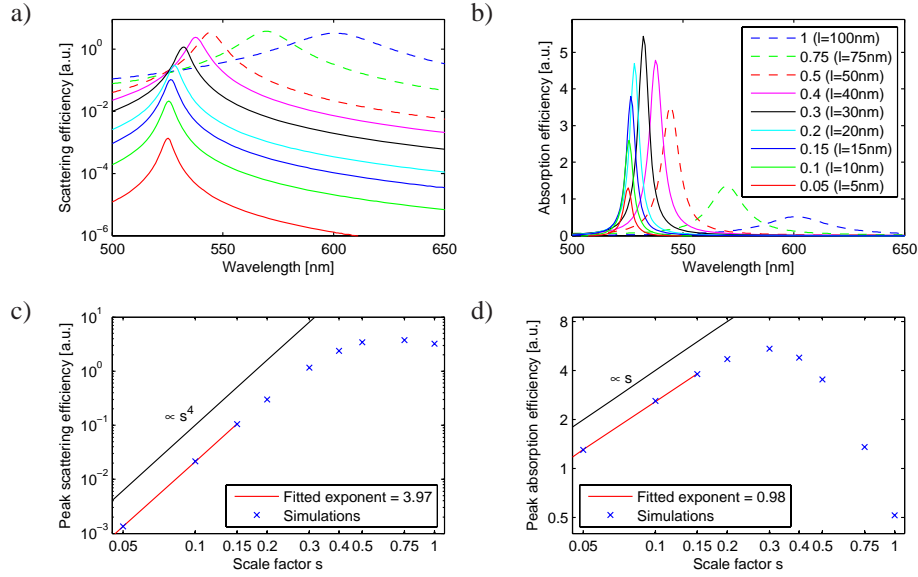 a)
Scattering efficiency [a.u.]
10^0
10^-2
10^-4
10^-6
500
550
600
650
Wavelength [nm]
b)
Absorption efficiency [a.u.]
5
4
3
2
1
0
500
550
600
650
Wavelength [nm]
1 (l=100nm)
0.75 (l=75nm)
0.5 (l=50nm)
0.4 (l=40nm)
0.3 (l=30nm)
0.2 (l=20nm)
0.15 (l=15nm)
0.1 (l=10nm)
0.05 (l=5nm)
c)
Peak scattering efficiency [a.u.]
10^1
10^0
10^-1
10^-2
10^-3
∝ s^4
Fitted exponent = 3.97
Simulations
0.05
0.1
0.15
0.2
0.3
0.4
0.5
0.75
1
Scale factor s
d)
Peak absorption efficiency [a.u.]
8
4
2
1
0.5
∝ s
Fitted exponent = 0.98
Simulations
0.05
0.1
0.15
0.2
0.3
0.4
0.5
0.75
1
Scale factor s